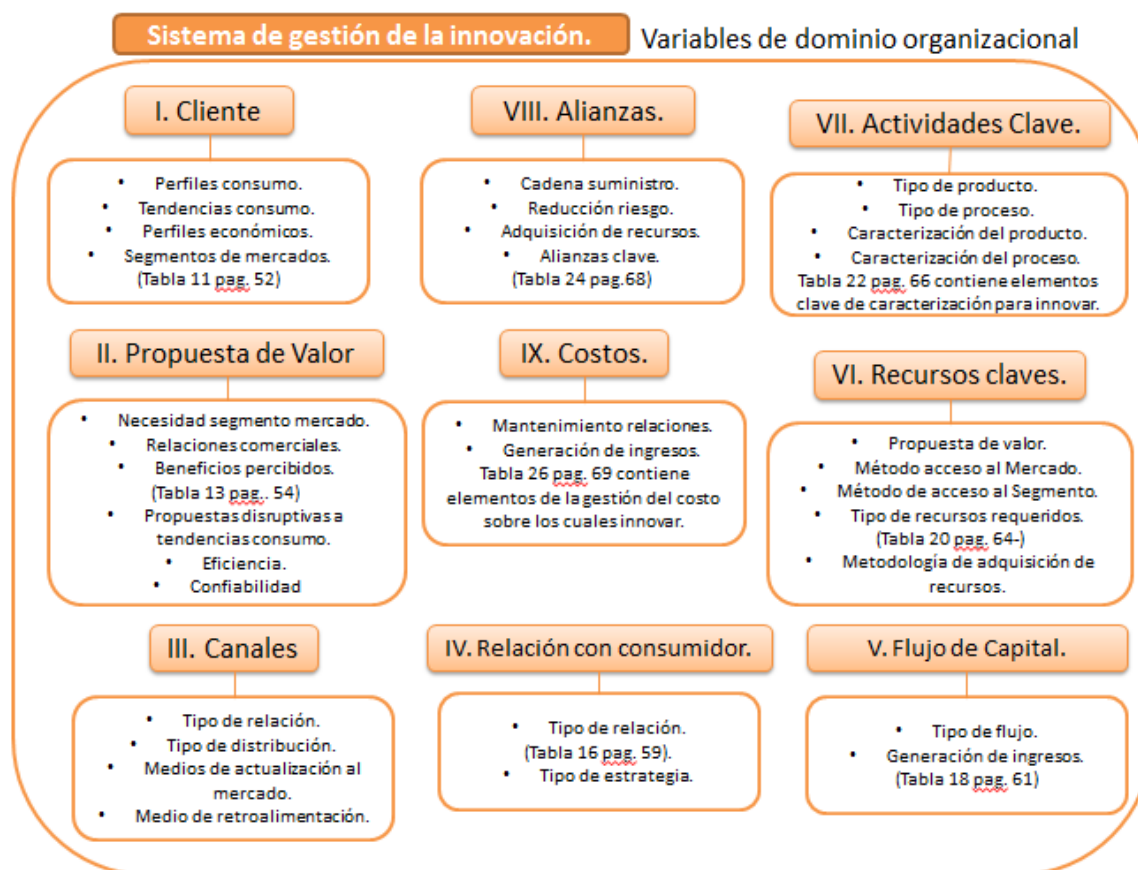 Sistema de gestión de la innovación.
Variables de dominio organizacional
I. Cliente
• Perfiles consumo.
• Tendencias consumo.
• Perfiles económicos.
• Segmentos de mercados.
(Tabla 11 pag. 52)
VIII. Alianzas.
• Cadena suministro.
• Reducción riesgo.
• Adquisición de recursos.
• Alianzas clave.
(Tabla 24 pag.68)
VII. Actividades Clave.
• Tipo de producto.
• Tipo de proceso.
• Caracterización del producto.
• Caracterización del proceso.
Tabla 22 pag. 66 contiene elementos
clave de caracterización para innovar.
II. Propuesta de Valor
• Necesidad segmento mercado.
• Relaciones comerciales.
• Beneficios percibidos.
(Tabla 13 pag.. 54)
• Propuestas disruptivas a
tendencias consumo.
• Eficiencia.
• Confiabilidad
IX. Costos.
• Mantenimiento relaciones.
• Generación de ingresos.
Tabla 26 pag. 69 contiene
elementos de la gestión del costo
sobre los cuales innovar.
VI. Recursos claves.
• Propuesta de valor.
• Método acceso al Mercado.
• Método de acceso al Segmento.
• Tipo de recursos requeridos.
(Tabla 20 pag. 64-)
• Metodología de adquisición de
recursos.
III. Canales
• Tipo de relación.
• Tipo de distribución.
• Medios de actualización al
mercado.
• Medio de retroalimentación.
IV. Relación con consumidor.
• Tipo de relación.
(Tabla 16 pag. 59).
• Tipo de estrategia.
V. Flujo de Capital.
• Tipo de flujo.
• Generación de ingresos.
(Tabla 18 pag. 61)